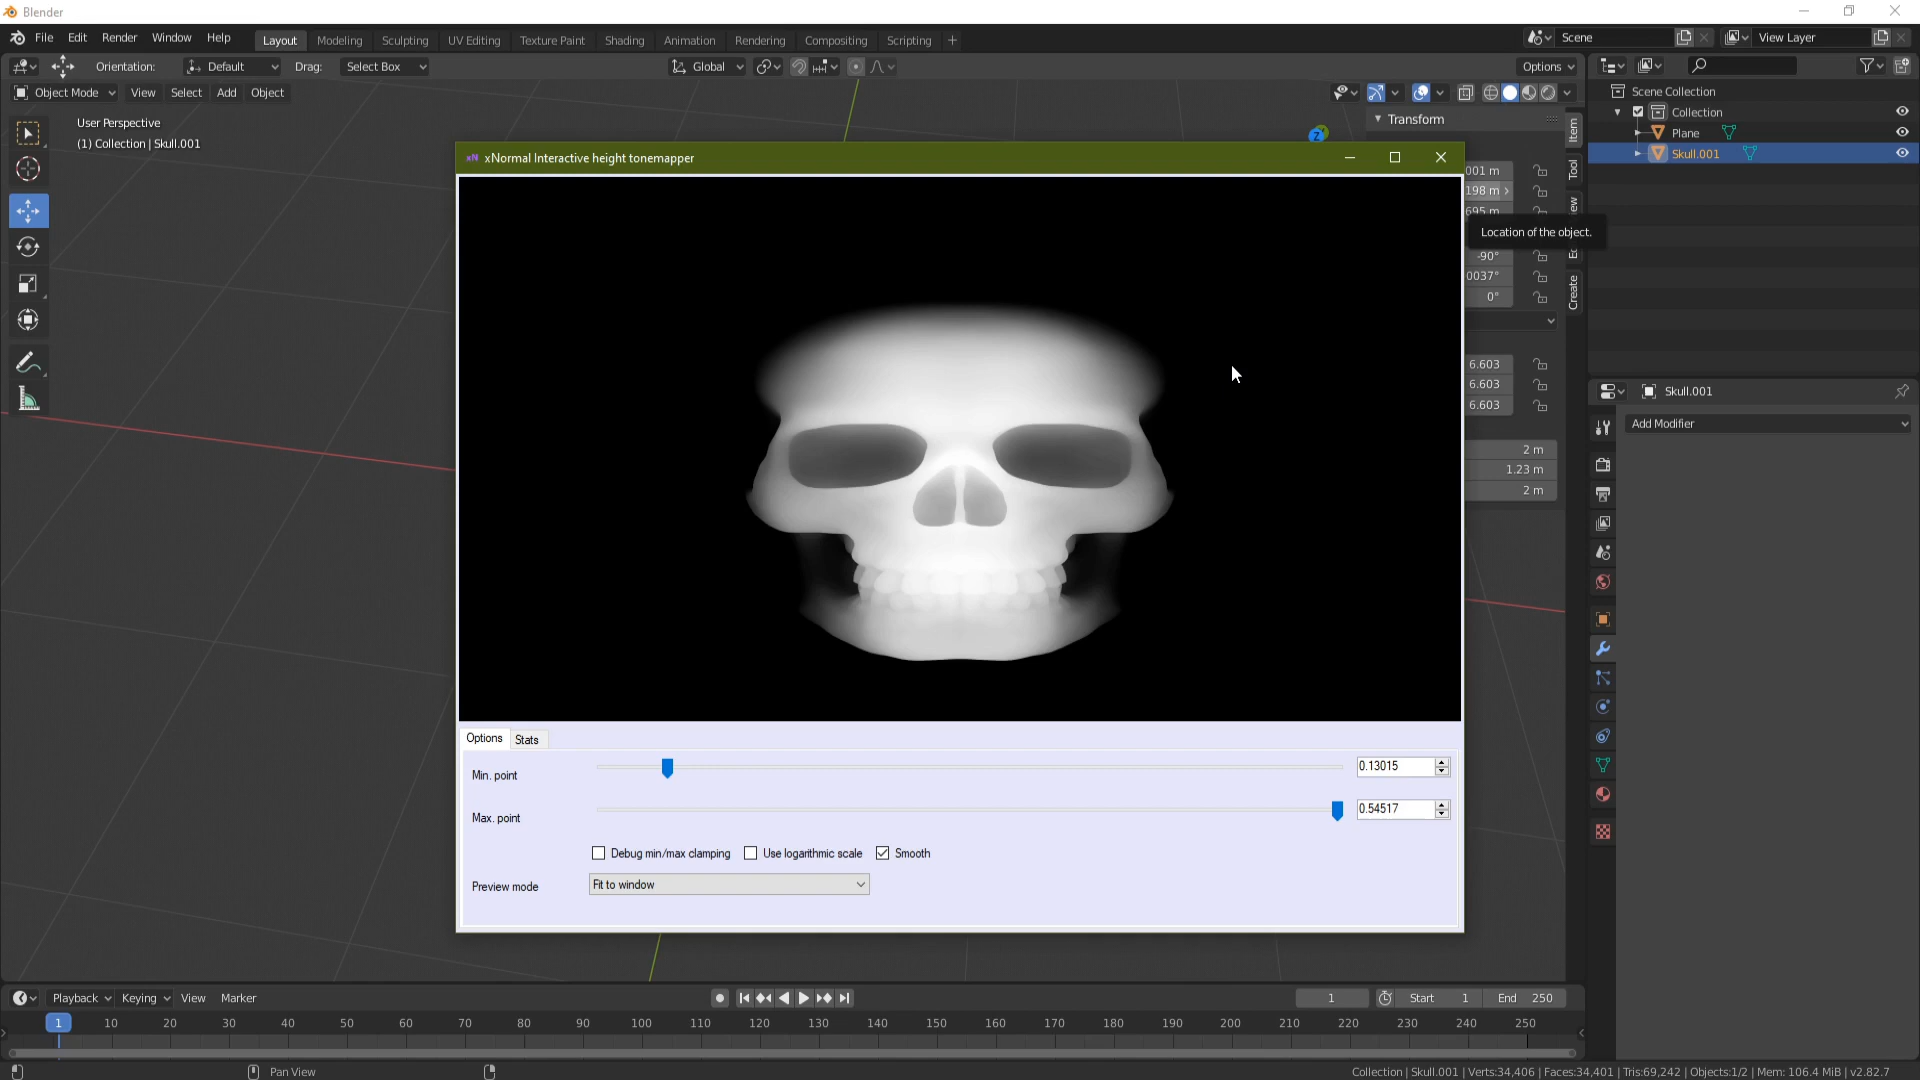 Blender
File Edit Render Window Help
Layout Modeling Sculpting UV Editing Texture Paint Shading Animation Rendering Compositing Scripting
Scene
View Layer
Orientation: Default Drag: Select Box
Global
Options
Object Mode View Select Add Object
User Perspective
(1) Collection | Skull.001
Transform
001 m
198 m
695 m
Location of the object.
-90°
0037°
0°
6.603
6.603
6.603
2 m
1.23 m
2 m
Item
Tool
Create
Scene Collection
Collection
Plane
Skull.001
Skull.001
Add Modifier
xN xNormal Interactive height tonemapper
Options Stats
Min. point 0.13015
Max. point 0.54517
Debug min/max clamping Use logarithmic scale Smooth
Preview mode Fit to window
Playback Keying View Marker
1 Start 1 End 250
1 10 20 30 40 50 60 70 80 90 100 110 120 130 140 150 160 170 180 190 200 210 220 230 240 250
Pan View
Collection | Skull.001 | Verts:34,406 | Faces:34,401 | Tris:69,242 | Objects:1/2 | Mem: 106.4 MiB | v2.82.7